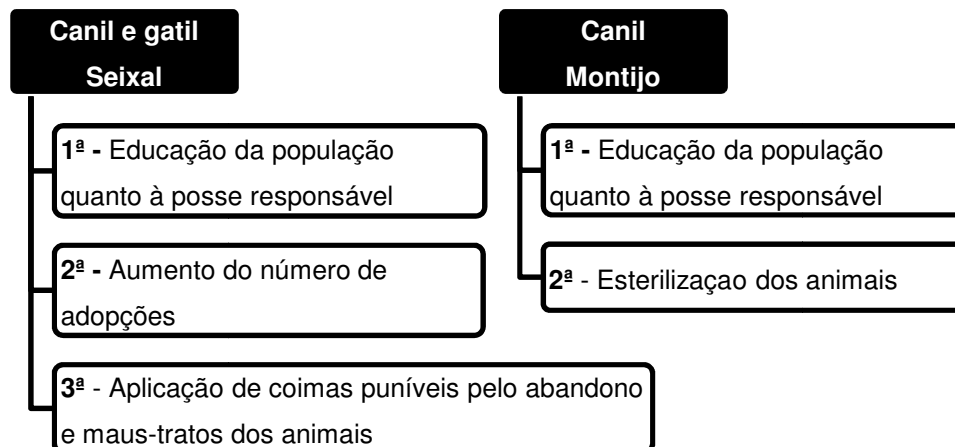 Canil e gatil
Seixal
1ª - Educação da população
quanto à posse responsável
2ª - Aumento do número de
adopções
3ª - Aplicação de coimas puníveis pelo abandono
e maus-tratos dos animais
Canil
Montijo
1ª - Educação da população
quanto à posse responsável
2ª - Esterilizaçao dos animais